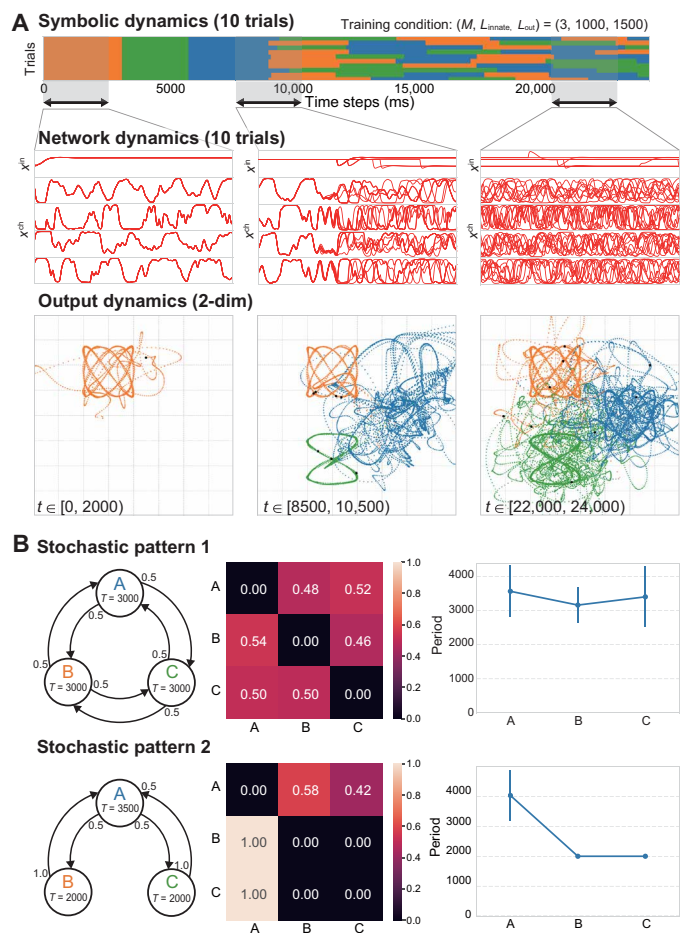 A Symbolic dynamics (10 trials)
Training condition: (M, Linnate, Lout) = (3, 1000, 1500)
Trials
0 5000 10,000 15,000 20,000
Time steps (ms)
Network dynamics (10 trials)
xin xin xin
xch xch xch
Output dynamics (2-dim)
t ∈ [0, 2000) t ∈ [8500, 10,500) t ∈ [22,000, 24,000)
B Stochastic pattern 1
A
T = 3000
B
T = 3000
C
T = 3000
0.5 0.5 0.5 0.5 0.5 0.5
A 0.00 0.48 0.52
B 0.54 0.00 0.46
C 0.50 0.50 0.00
A B C
1.0
0.8
0.6
0.4
0.2
0.0
Period
4000
3000
2000
1000
0
A B C
Stochastic pattern 2
A
T = 3500
B
T = 2000
C
T = 2000
0.5 0.5 0.5 1.0 1.0
A 0.00 0.58 0.42
B 1.00 0.00 0.00
C 1.00 0.00 0.00
A B C
1.0
0.8
0.6
0.4
0.2
0.0
Period
4000
3000
2000
1000
0
A B C